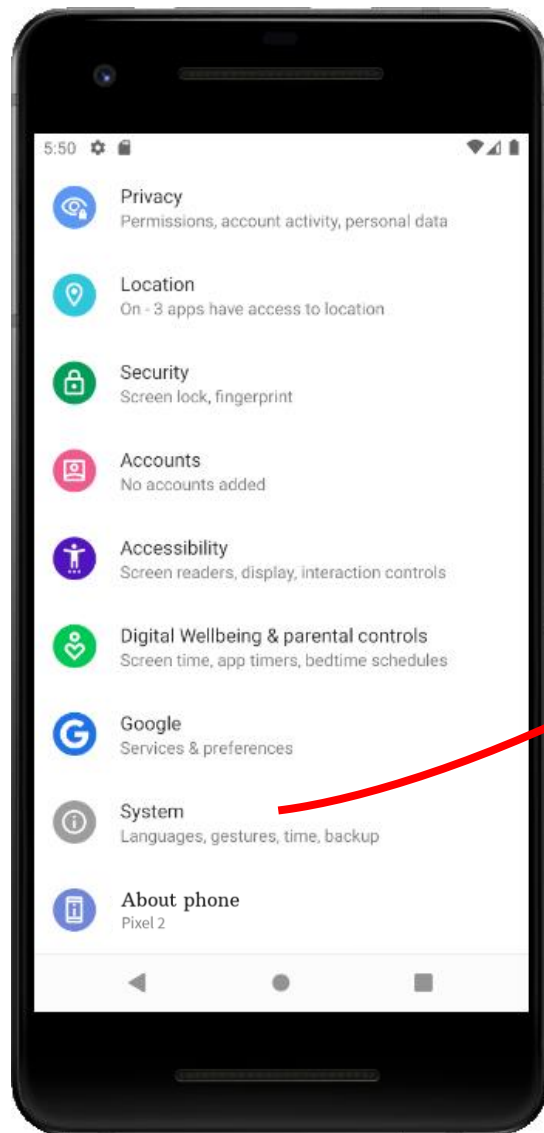 5:50
Privacy
Permissions, account activity, personal data
Location
On - 3 apps have access to location
Security
Screen lock, fingerprint
Accounts
No accounts added
Accessibility
Screen readers, display, interaction controls
Digital Wellbeing & parental controls
Screen time, app timers, bedtime schedules
Google
Services & preferences
System
Languages, gestures, time, backup
About phone
Pixel 2